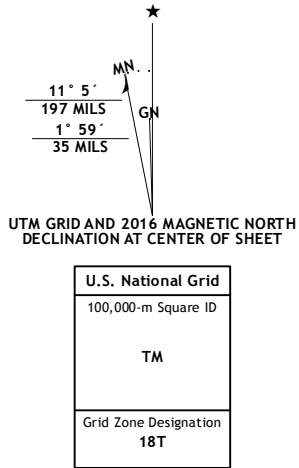 ★
MN
11° 5´
197 MILS
GN
1° 59´
35 MILS
UTM GRID AND 2016 MAGNETIC NORTH
DECLINATION AT CENTER OF SHEET
U.S. National Grid
100,000-m Square ID
TM
Grid Zone Designation
18T